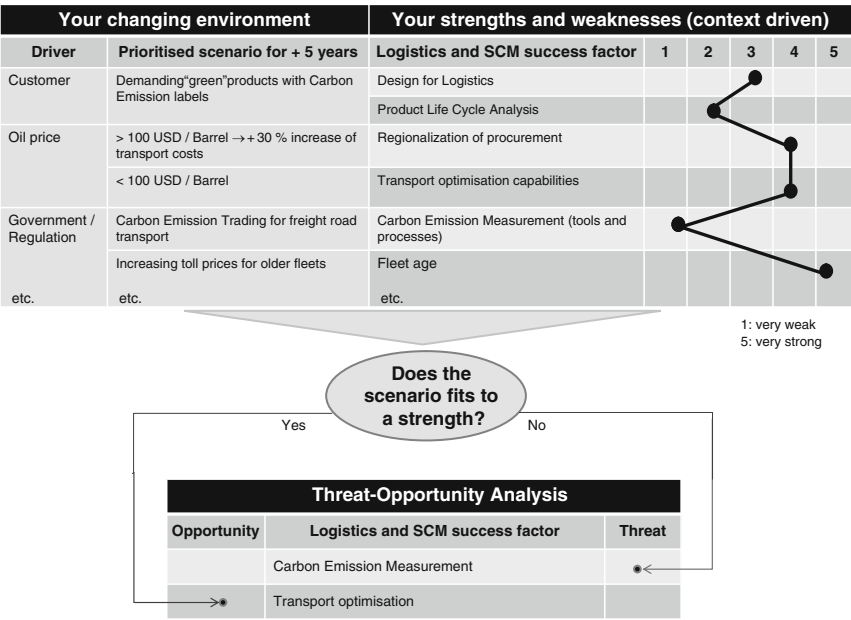 Your changing environment
Your strengths and weaknesses (context driven)
Driver
Prioritised scenario for + 5 years
Logistics and SCM success factor
1
2
3
4
5
Customer
Demanding“green”products with Carbon
Emission labels
Design for Logistics
Product Life Cycle Analysis
Oil price
> 100 USD / Barrel →+30 % increase of
transport costs
Regionalization of procurement
< 100 USD / Barrel
Transport optimisation capabilities
Government /
Regulation
Carbon Emission Trading for freight road
transport
Carbon Emission Measurement (tools and
processes)
Increasing toll prices for older fleets
Fleet age
etc.
etc.
etc.
1: very weak
5: very strong
Does the
scenario fits to
a strength?
Yes
No
Threat-Opportunity Analysis
Opportunity
Logistics and SCM success factor
Threat
Carbon Emission Measurement
Transport optimisation